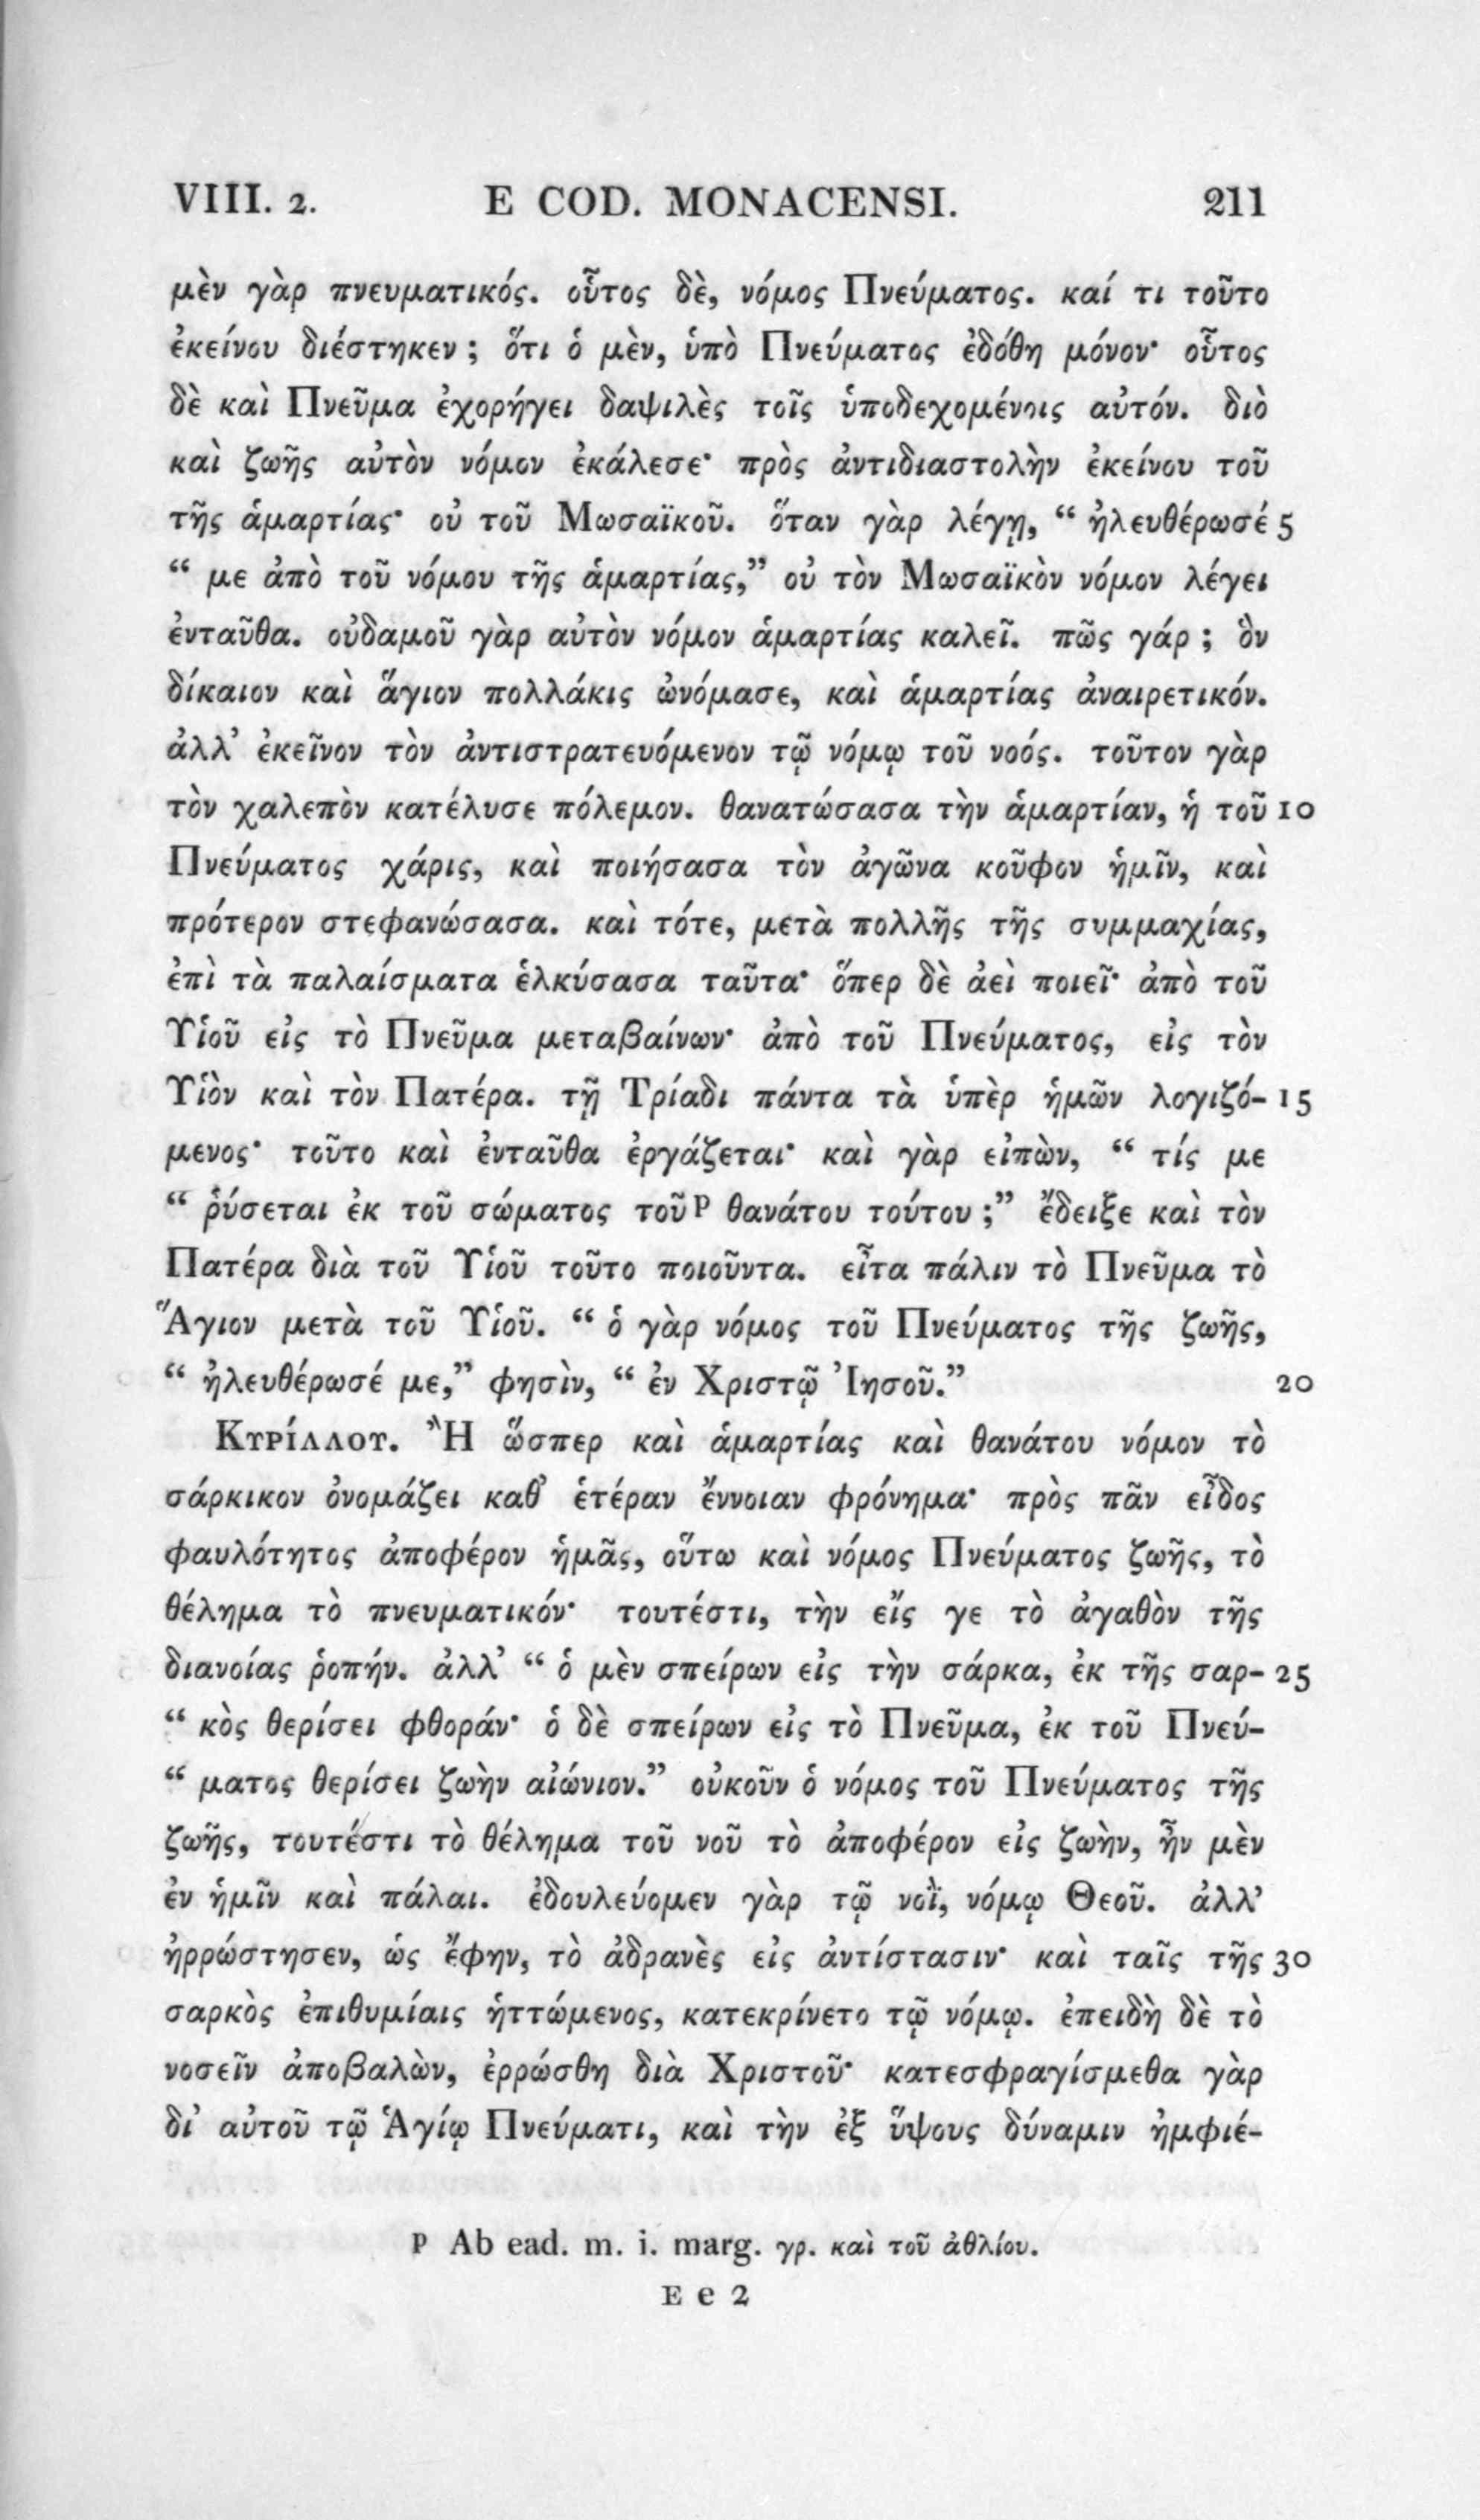 VIII. 2. E COD. MONACENSI. 211
μὲν γὰρ πνευματικός. οὗτος δὲ, νόμος Πνεύματος. καί τι τοῦτο
ἐκείνου διέστηκεν ; ὅτι ὁ μὲν, ὑπὸ Πνεύματος ἐδόθη μόνον· οὗτος
δὲ καὶ Πνεῦμα ἐχορήγει δαψιλὲς τοῖς ὑποδεχομένοις αὐτόν. διὸ
καὶ ζωῆς αὐτὸν νόμον ἐκάλεσε· πρὸς ἀντιδιαστολὴν ἐκείνου τοῦ
τῆς ἁμαρτίας· οὐ τοῦ Μωσαϊκοῦ. ὅταν γὰρ λέγῃ, “ ἠλευθέρωσέ 5
“ με ἀπὸ τοῦ νόμου τῆς ἁμαρτίας,” οὐ τὸν Μωσαϊκὸν νόμον λέγει
ἐνταῦθα. οὐδαμοῦ γὰρ αὐτὸν νόμον ἁμαρτίας καλεῖ. πῶς γάρ ; ὃν
δίκαιον καὶ ἅγιον πολλάκις ὠνόμασε, καὶ ἁμαρτίας ἀναιρετικόν.
ἀλλ’ ἐκεῖνον τὸν ἀντιστρατευόμενον τῷ νόμῳ τοῦ νοός. τοῦτον γὰρ
τὸν χαλεπὸν κατέλυσε πόλεμον. θανατώσασα τὴν ἁμαρτίαν, ἡ τοῦ 10
Πνεύματος χάρις, καὶ ποιήσασα τὸν ἀγῶνα κοῦφον ἡμῖν, καὶ
πρότερον στεφανώσασα. καὶ τότε, μετὰ πολλῆς τῆς συμμαχίας,
ἐπὶ τὰ παλαίσματα ἑλκύσασα ταῦτα· ὅπερ δὲ ἀεὶ ποιεῖ· ἀπὸ τοῦ
Υἱοῦ εἰς τὸ Πνεῦμα μεταβαίνων· ἀπὸ τοῦ Πνεύματος, εἰς τὸν
Υἱὸν καὶ τὸν Πατέρα. τῇ Τρίαδι πάντα τὰ ὑπὲρ ἡμῶν λογιζό- 15
μενος· τοῦτο καὶ ἐνταῦθα ἐργάζεται· καὶ γὰρ εἰπὼν, “ τίς με
“ ῥύσεται ἐκ τοῦ σώματος τοῦ p θανάτου τούτου ;” ἔδειξε καὶ τὸν
Πατέρα διὰ τοῦ Υἱοῦ τοῦτο ποιοῦντα. εἶτα πάλιν τὸ Πνεῦμα τὸ
Ἅγιον μετὰ τοῦ Υἱοῦ. “ ὁ γὰρ νόμος τοῦ Πνεύματος τῆς ζωῆς,
“ ἠλευθέρωσέ με,” φησὶν, “ ἐν Χριστῷ Ἰησοῦ.” 20
Κυρίλλου. Ἢ ὥσπερ καὶ ἁμαρτίας καὶ θανάτου νόμον τὸ
σάρκικον ὀνομάζει καθ’ ἑτέραν ἔννοιαν φρόνημα· πρὸς πᾶν εἶδος
φαυλότητος ἀποφέρον ἡμᾶς, οὕτω καὶ νόμος Πνεύματος ζωῆς, τὸ
θέλημα τὸ πνευματικόν· τουτέστι, τὴν εἴς γε τὸ ἀγαθὸν τῆς
διανοίας ῥοπήν. ἀλλ’ “ ὁ μὲν σπείρων εἰς τὴν σάρκα, ἐκ τῆς σαρ- 25
“ κὸς θερίσει φθοράν· ὁ δὲ σπείρων εἰς τὸ Πνεῦμα, ἐκ τοῦ Πνεύ-
“ ματος θερίσει ζωὴν αἰώνιον.” οὐκοῦν ὁ νόμος τοῦ Πνεύματος τῆς
ζωῆς, τουτέστι τὸ θέλημα τοῦ νοῦ τὸ ἀποφέρον εἰς ζωὴν, ἦν μὲν
ἐν ἡμῖν καὶ πάλαι. ἐδουλεύομεν γὰρ τῷ νοῒ, νόμῳ Θεοῦ. ἀλλ’
ἠρρώστησεν, ὡς ἔφην, τὸ ἀδρανὲς εἰς ἀντίστασιν· καὶ ταῖς τῆς 30
σαρκὸς ἐπιθυμίαις ἡττώμενος, κατεκρίνετο τῷ νόμῳ. ἐπειδὴ δὲ τὸ
νοσεῖν ἀποβαλὼν, ἐρρώσθη διὰ Χριστοῦ· κατεσφραγίσμεθα γὰρ
δι’ αὐτοῦ τῷ Ἁγίῳ Πνεύματι, καὶ τὴν ἐξ ὕψους δύναμιν ἠμφιέ-
p Ab ead. m. i. marg. γρ. καὶ τοῦ ἀθλίου.
E e 2